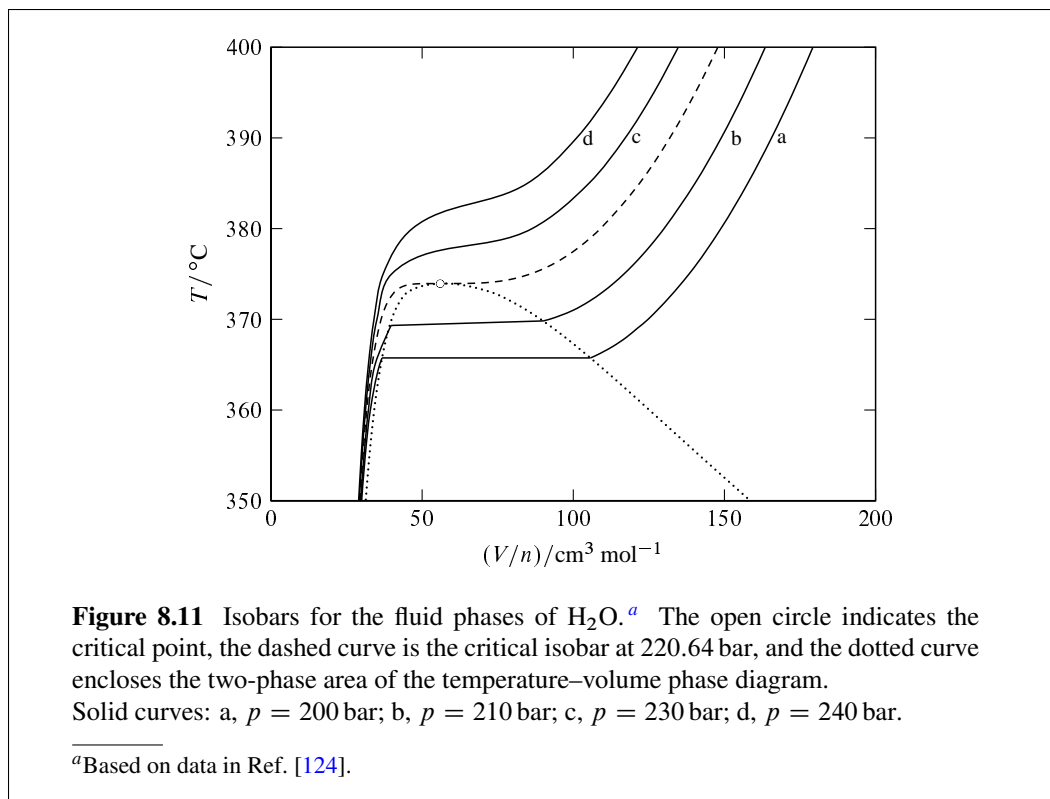 400
390
380
370
360
350
T/°C
d
c
b
a
0
50
100
150
200
(V/n)/cm³ mol⁻¹
Figure 8.11 Isobars for the fluid phases of H₂O.ᵃ The open circle indicates the
critical point, the dashed curve is the critical isobar at 220.64 bar, and the dotted curve
encloses the two-phase area of the temperature–volume phase diagram.
Solid curves: a, p = 200 bar; b, p = 210 bar; c, p = 230 bar; d, p = 240 bar.
ᵃBased on data in Ref. [124].